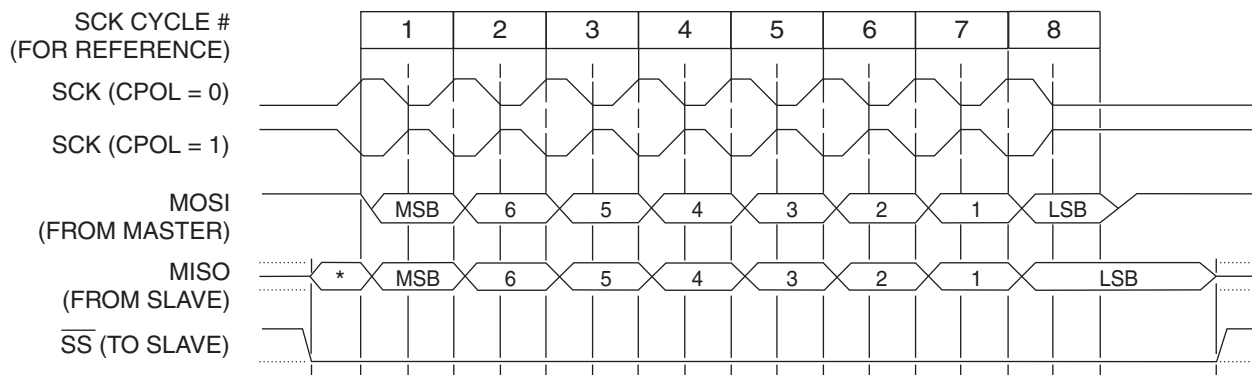 SCK CYCLE #
(FOR REFERENCE)
1 2 3 4 5 6 7 8
SCK (CPOL = 0)
SCK (CPOL = 1)
MOSI
(FROM MASTER)
MSB 6 5 4 3 2 1 LSB
MISO
(FROM SLAVE)
* MSB 6 5 4 3 2 1 LSB
SS (TO SLAVE)